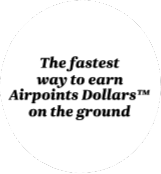 The fastest
way to earn
Airpoints Dollars™
on the ground